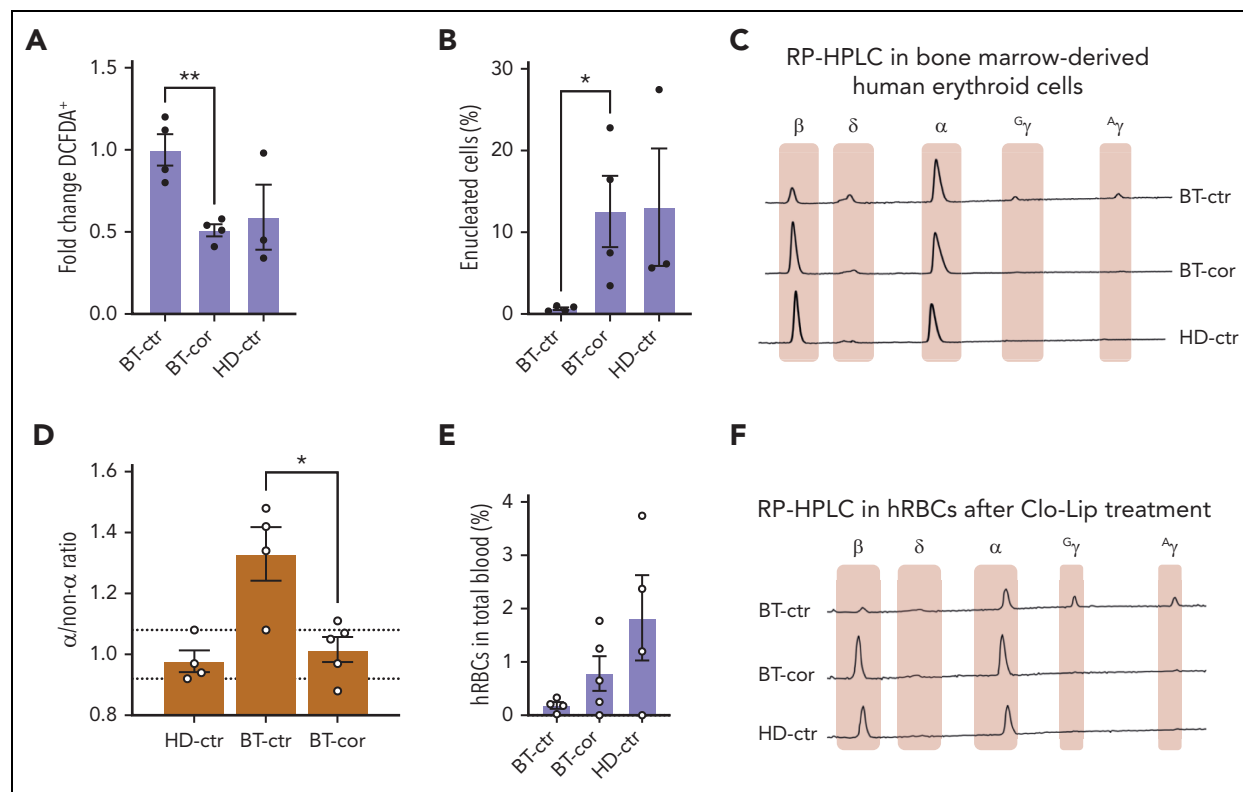 A
Fold change DCFDA⁺
1.5
1.0
0.5
0.0
**
BT-ctr
BT-cor
HD-ctr
B
Enucleated cells (%)
30
20
10
0
*
BT-ctr
BT-cor
HD-ctr
C
RP-HPLC in bone marrow-derived
human erythroid cells
β δ α ᴳγ ᴬγ
BT-ctr
BT-cor
HD-ctr
D
α/non-α ratio
1.6
1.4
1.2
1.0
0.8
*
HD-ctr
BT-ctr
BT-cor
E
hRBCs in total blood (%)
4
3
2
1
0
BT-ctr
BT-cor
HD-ctr
F
RP-HPLC in hRBCs after Clo-Lip treatment
β δ α ᴳγ ᴬγ
BT-ctr
BT-cor
HD-ctr